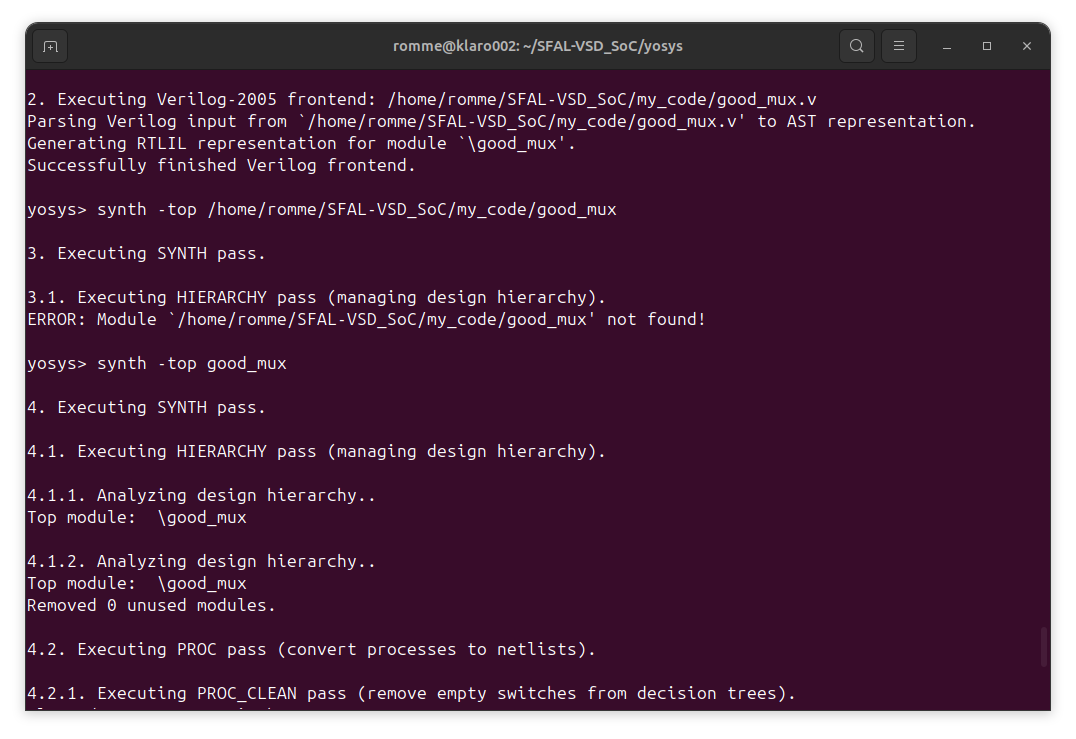 romme@klaro002: ~/SFAL-VSD_SoC/yosys
2. Executing Verilog-2005 frontend: /home/romme/SFAL-VSD_SoC/my_code/good_mux.v
Parsing Verilog input from `/home/romme/SFAL-VSD_SoC/my_code/good_mux.v' to AST representation.
Generating RTLIL representation for module `\good_mux'.
Successfully finished Verilog frontend.
yosys> synth -top /home/romme/SFAL-VSD_SoC/my_code/good_mux
3. Executing SYNTH pass.
3.1. Executing HIERARCHY pass (managing design hierarchy).
ERROR: Module `/home/romme/SFAL-VSD_SoC/my_code/good_mux' not found!
yosys> synth -top good_mux
4. Executing SYNTH pass.
4.1. Executing HIERARCHY pass (managing design hierarchy).
4.1.1. Analyzing design hierarchy..
Top module:  \good_mux
4.1.2. Analyzing design hierarchy..
Top module:  \good_mux
Removed 0 unused modules.
4.2. Executing PROC pass (convert processes to netlists).
4.2.1. Executing PROC_CLEAN pass (remove empty switches from decision trees).